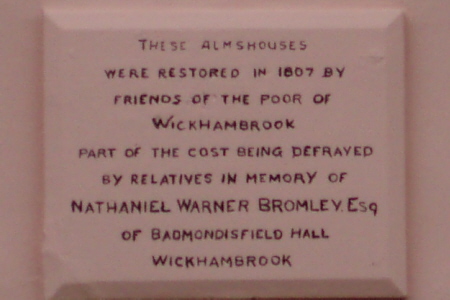 THESE ALMSHOUSES
WERE RESTORED IN 1807 BY
FRIENDS OF THE POOR OF
WICKHAMBROOK
PART OF THE COST BEING DEFRAYED
BY RELATIVES IN MEMORY OF
NATHANIEL WARNER BROMLEY. Esq
OF BADMONDISFIELD HALL
WICKHAMBROOK